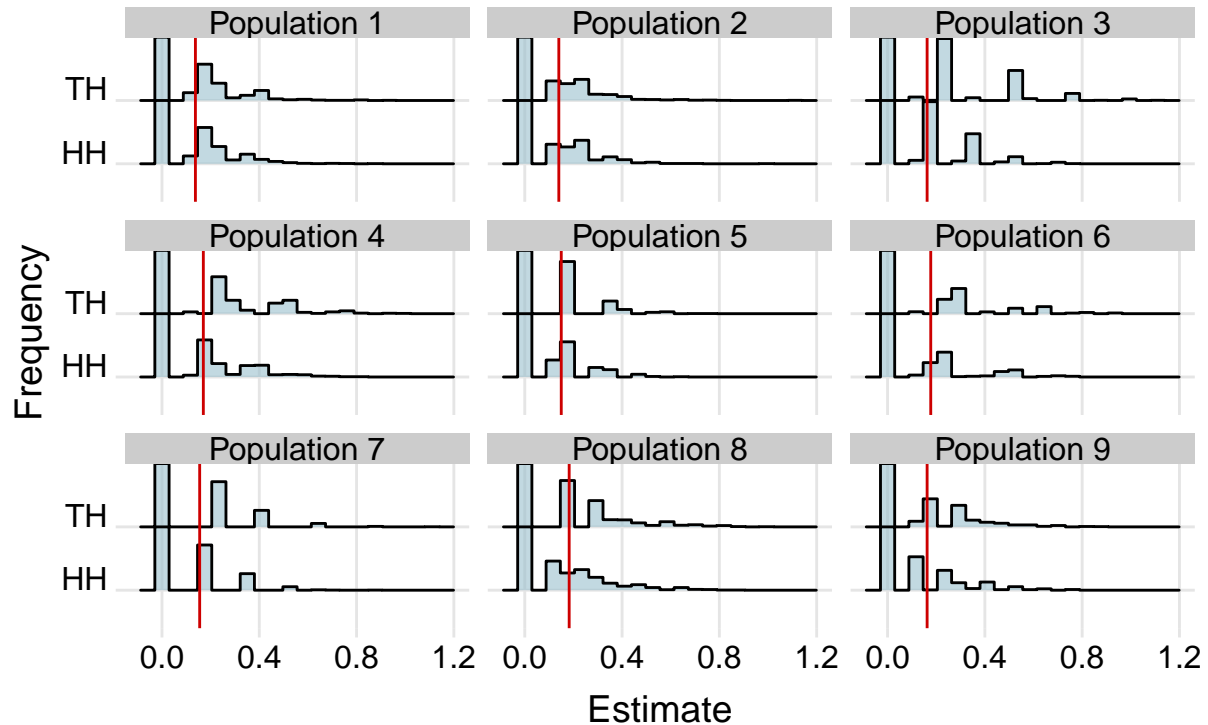 Population 1 Population 2 Population 3
TH
HH
Population 4 Population 5 Population 6
TH
HH
Population 7 Population 8 Population 9
TH
HH
Frequency
0.0 0.4 0.8 1.2 0.0 0.4 0.8 1.2 0.0 0.4 0.8 1.2
Estimate